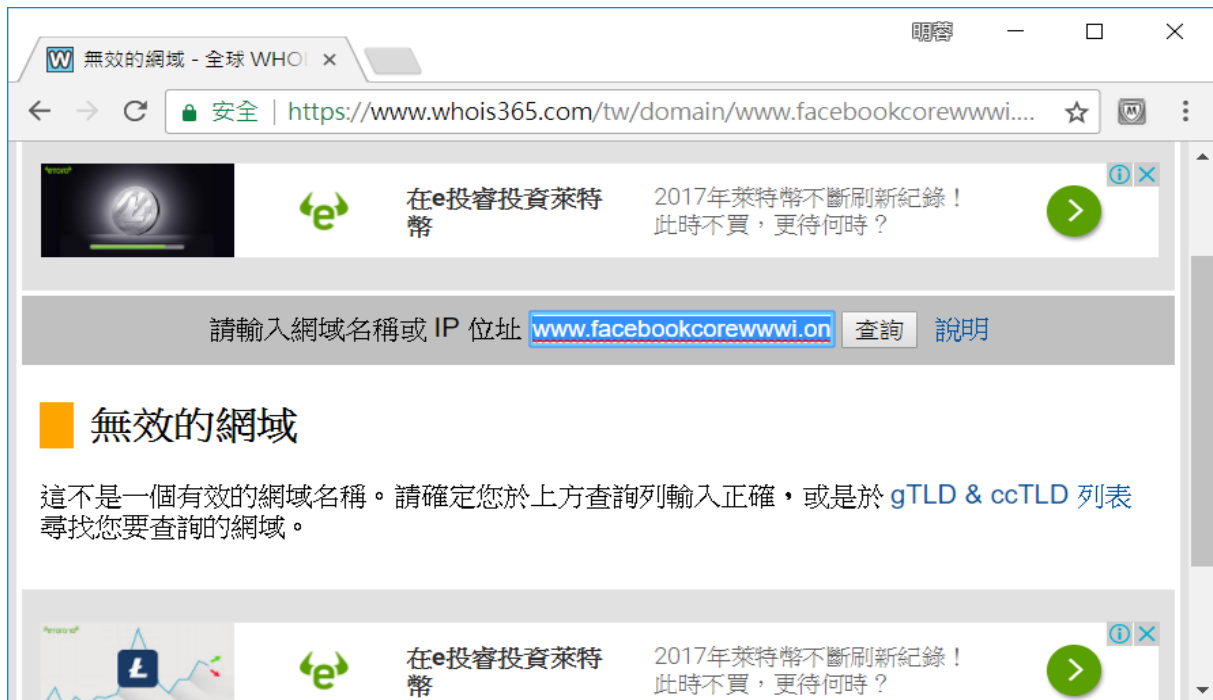 明蓉
無效的網域 - 全球 WHOI
安全 | https://www.whois365.com/tw/domain/www.facebookcorewwwi....
eToro
在e投睿投資萊特
幣
2017年萊特幣不斷刷新紀錄！
此時不買，更待何時？
請輸入網域名稱或 IP 位址 www.facebookcorewwwi.on 查詢 說明
無效的網域
這不是一個有效的網域名稱。請確定您於上方查詢列輸入正確，或是於 gTLD & ccTLD 列表
尋找您要查詢的網域。
在e投睿投資萊特
幣
2017年萊特幣不斷刷新紀錄！
此時不買，更待何時？